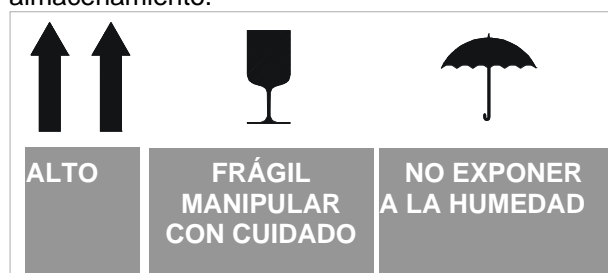 almacenamiento.
ALTO
FRÁGIL
MANIPULAR
CON CUIDADO
NO EXPONER
A LA HUMEDAD